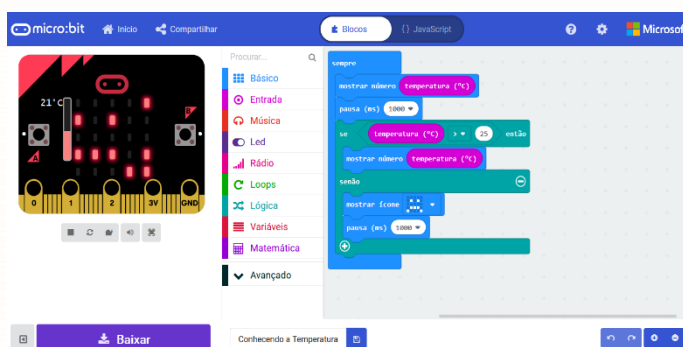 micro:bit Início Compartilhar Blocos {} JavaScript ? Microsof
Procurar...
Básico
Entrada
Música
Led
Rádio
Loops
Lógica
Variáveis
Matemática
Avançado
21°C
A
B
0 1 2 3V GND
sempre
mostrar número temperatura (°C)
pausa (ms) 1000
se temperatura (°C) > 25 então
mostrar número temperatura (°C)
senão
mostrar ícone
pausa (ms) 1000
Baixar
Conhecendo a Temperatura